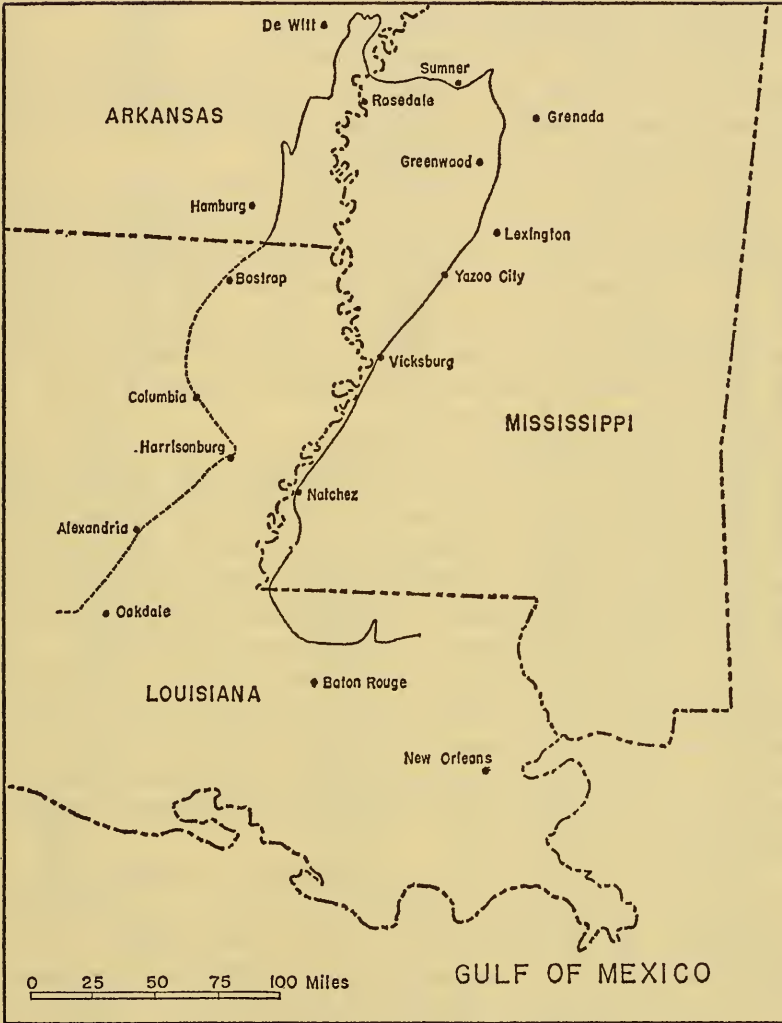 De Witt
Sumner
ARKANSAS
Rosedale
Grenada
Greenwood
Hamburg
Lexington
Bastrap
Yazoo City
Vicksburg
Columbia
MISSISSIPPI
Harrisonburg
Natchez
Alexandria
Oakdale
LOUISIANA
Baton Rouge
New Orleans
GULF OF MEXICO
0 25 50 75 100 Miles